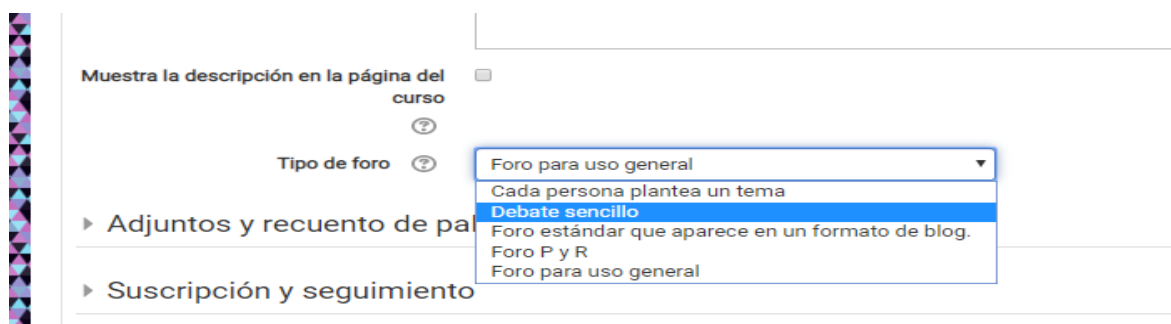 Muestra la descripción en la página del
curso
Tipo de foro
Foro para uso general
Cada persona plantea un tema
Debate sencillo
Foro estándar que aparece en un formato de blog.
Foro P y R
Foro para uso general
Adjuntos y recuento de pal
Suscripción y seguimiento